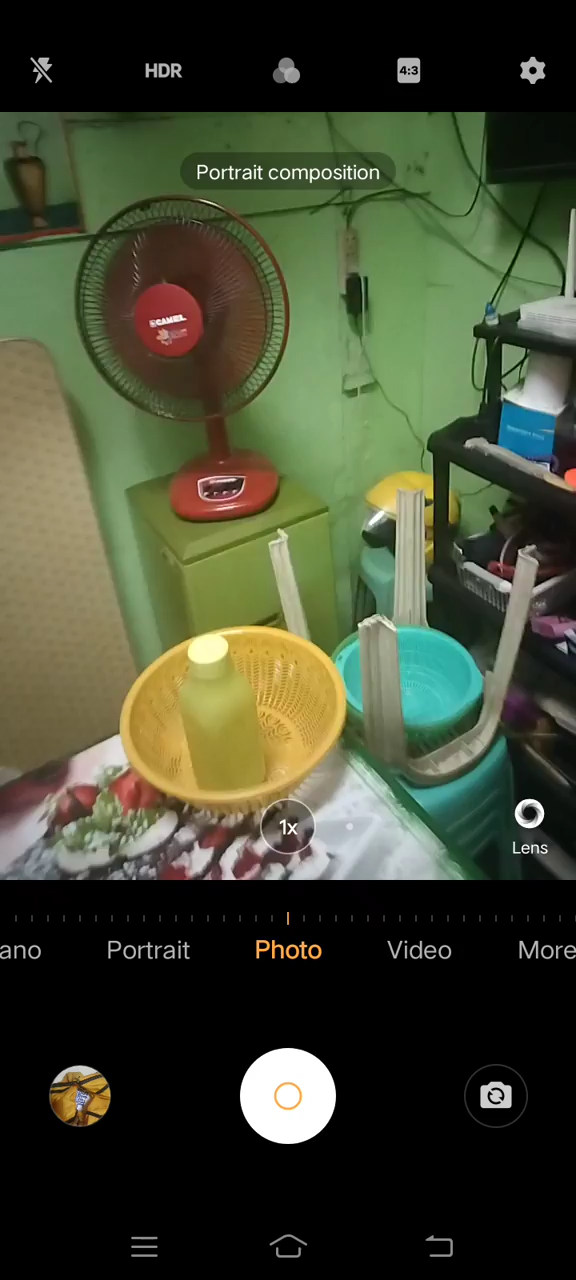 HDR
4:3
Portrait composition
CAMEL
1x
Lens
ano
Portrait
Photo
Video
More